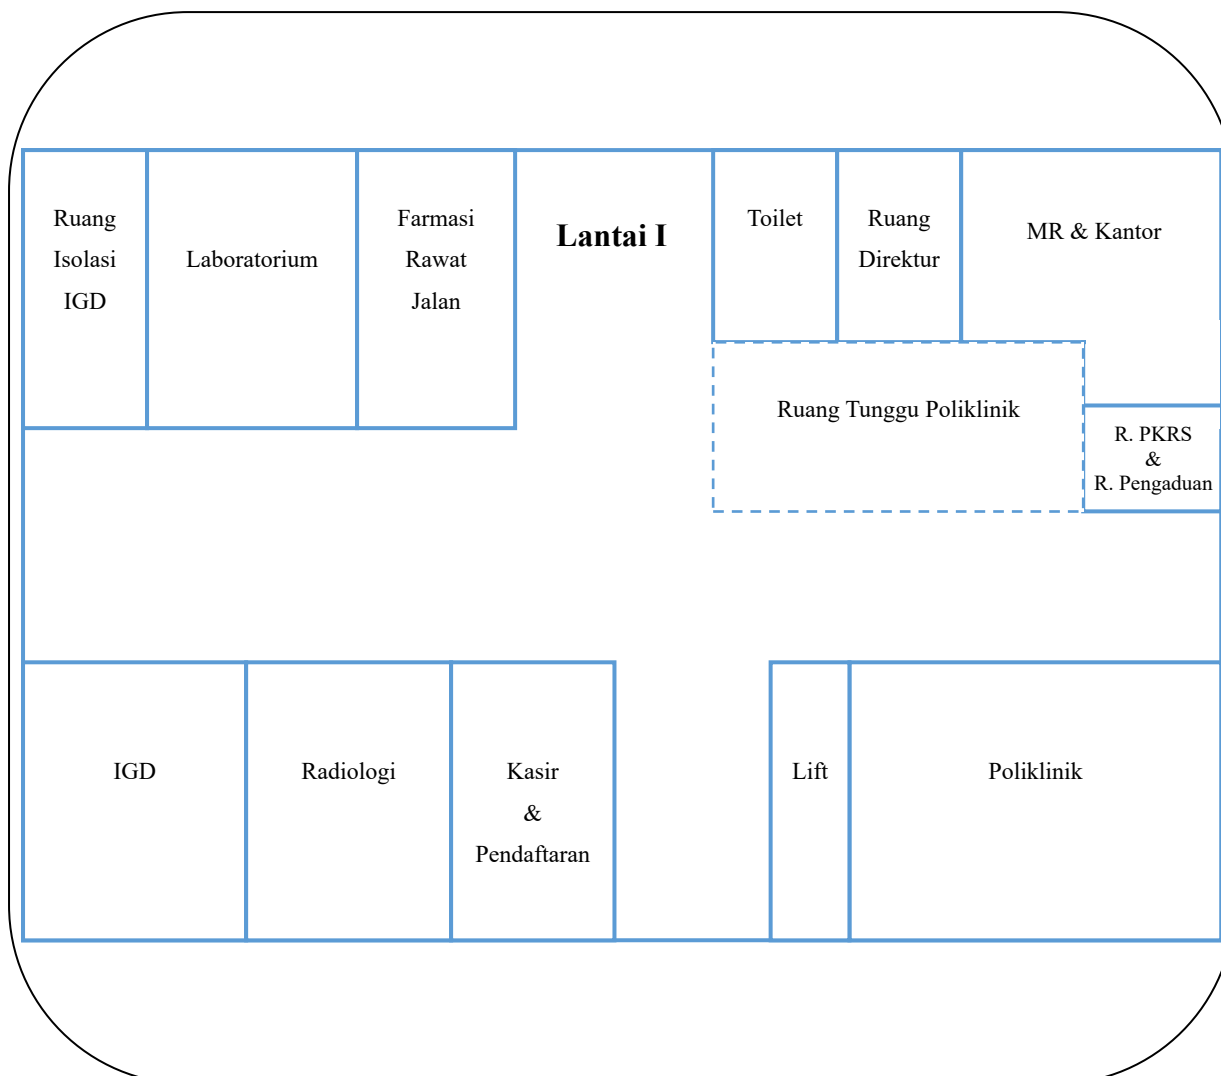 Ruang
Isolasi
IGD
Laboratorium
Farmasi
Rawat
Jalan
Lantai I
Toilet
Ruang
Direktur
MR & Kantor
Ruang Tunggu Poliklinik
R. PKRS
&
R. Pengaduan
IGD
Radiologi
Kasir
&
Pendaftaran
Lift
Poliklinik